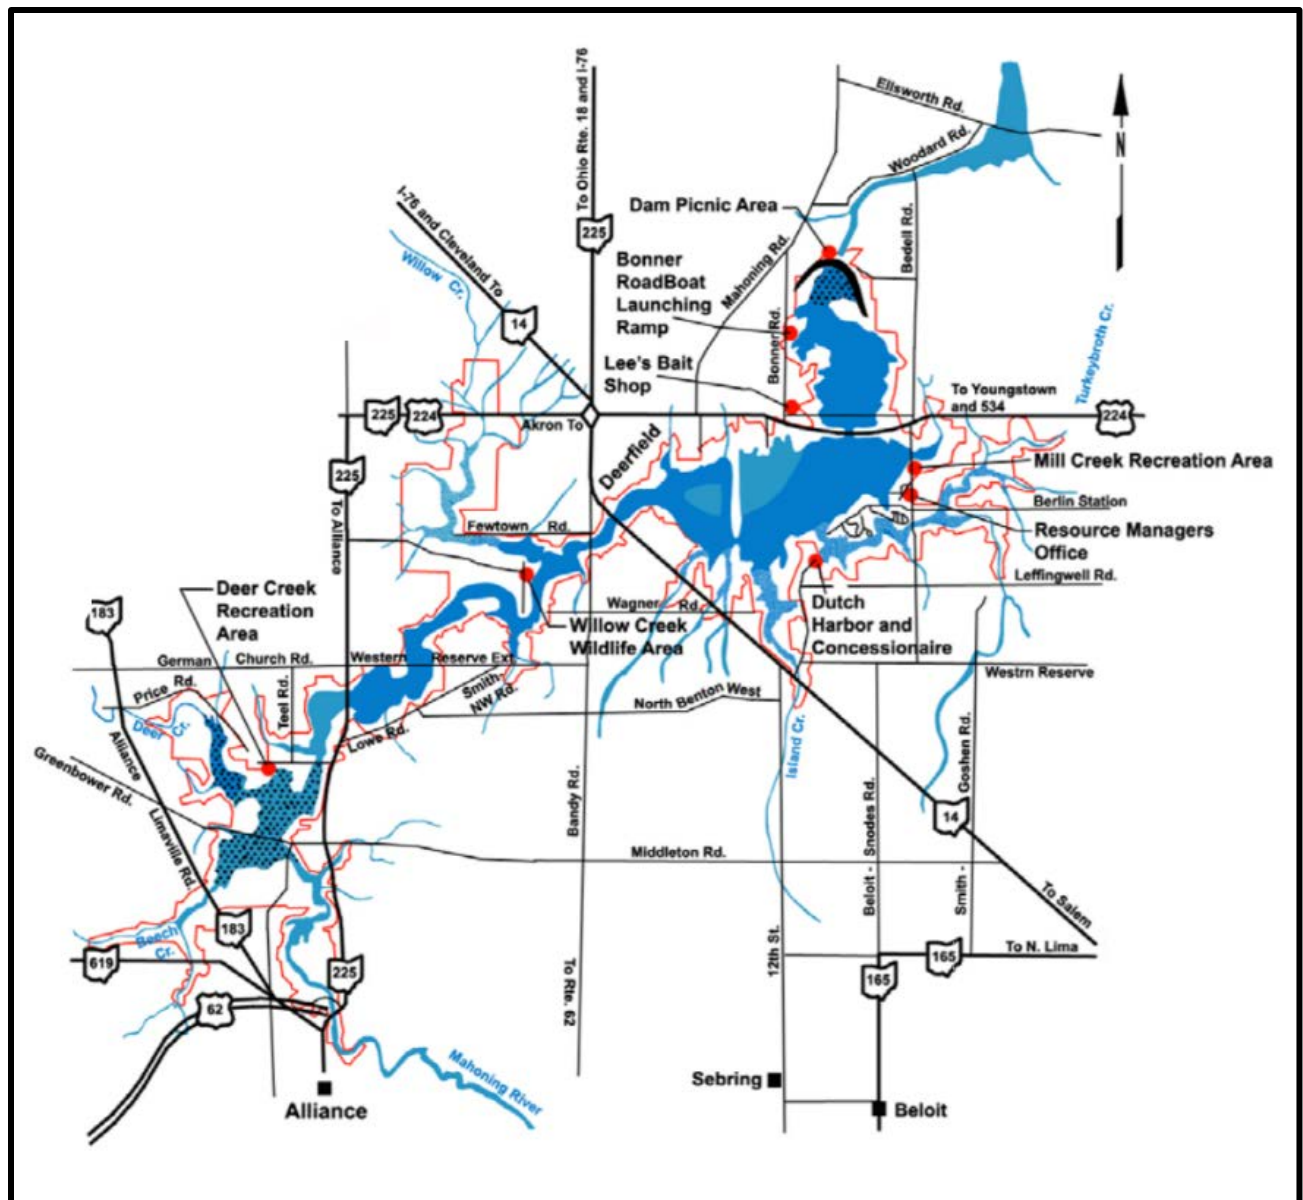 To Ohio Rte. 18 and I-76
Ellsworth Rd.
Woodard Rd.
N
I-76 and Cleveland To
Dam Picnic Area
225
Bedell Rd.
Mahoning Rd.
Willow Cr.
Bonner
RoadBoat
Launching
Ramp
14
Bonner Rd.
Turkeybroth Cr.
Lee's Bait
Shop
To Youngstown
and 534
225
224
Akron To
224
Deerfield
225
Mill Creek Recreation Area
To Alliance
Berlin Station
Fewtown Rd.
Resource Managers
Office
Leffingwell Rd.
Deer Creek
Recreation
Area
183
Wagner Rd.
Dutch
Harbor and
Concessionaire
Willow Creek
Wildlife Area
German Church Rd.
Western Reserve Ext.
Westrn Reserve
Price Rd.
Teel Rd.
Smith-
NW Rd.
North Benton West
Deer Cr.
Lowe Rd.
Island Cr.
Goshen Rd.
Alliance
Greenbower Rd.
Bandy Rd.
Snodes Rd.
14
Limaville Rd.
Middleton Rd.
Beloit -
Smith -
To Salem
183
Beech
Cr.
619
225
12th St.
To N. Lima
165
165
To Rte. 62
62
Mahoning River
Alliance
Sebring
Beloit